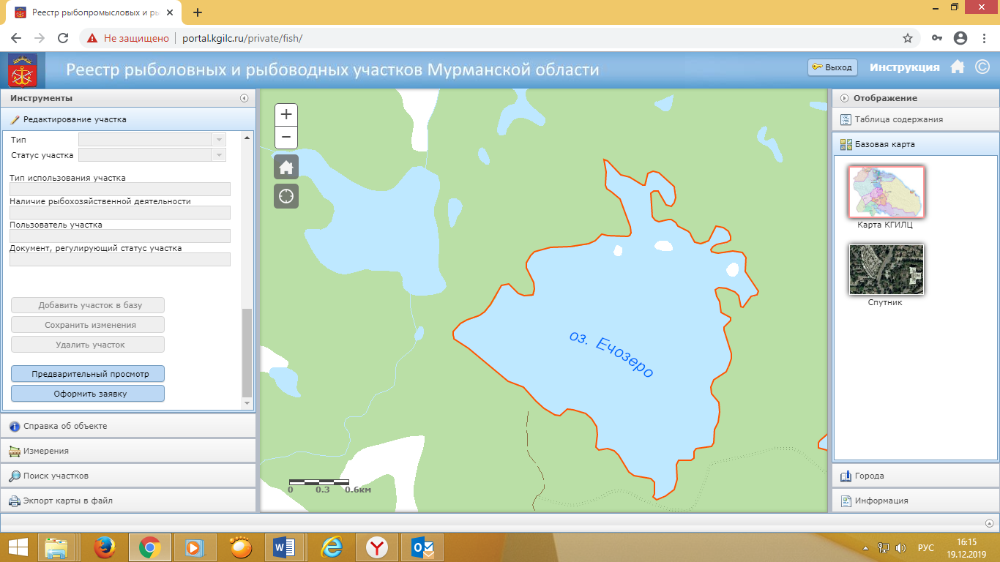 Реестр рыбопромысловых и ры
Не защищено
portal.kgilc.ru/private/fish/
Реестр рыболовных и рыбоводных участков Мурманской области
Выход
Инструкция
Инструменты
Редактирование участка
Тип
Статус участка
Тип использования участка
Наличие рыбохозяйственной деятельности
Пользователь участка
Документ, регулирующий статус участка
Добавить участок в базу
Сохранить изменения
Удалить участок
Предварительный просмотр
Оформить заявку
Справка об объекте
Измерения
Поиск участков
Экспорт карты в файл
+
−
оз. Ечозеро
0 0.3 0.6км
Отображение
Таблица содержания
Базовая карта
Карта КГИЛЦ
Спутник
Города
Информация
РУС
16:15
19.12.2019